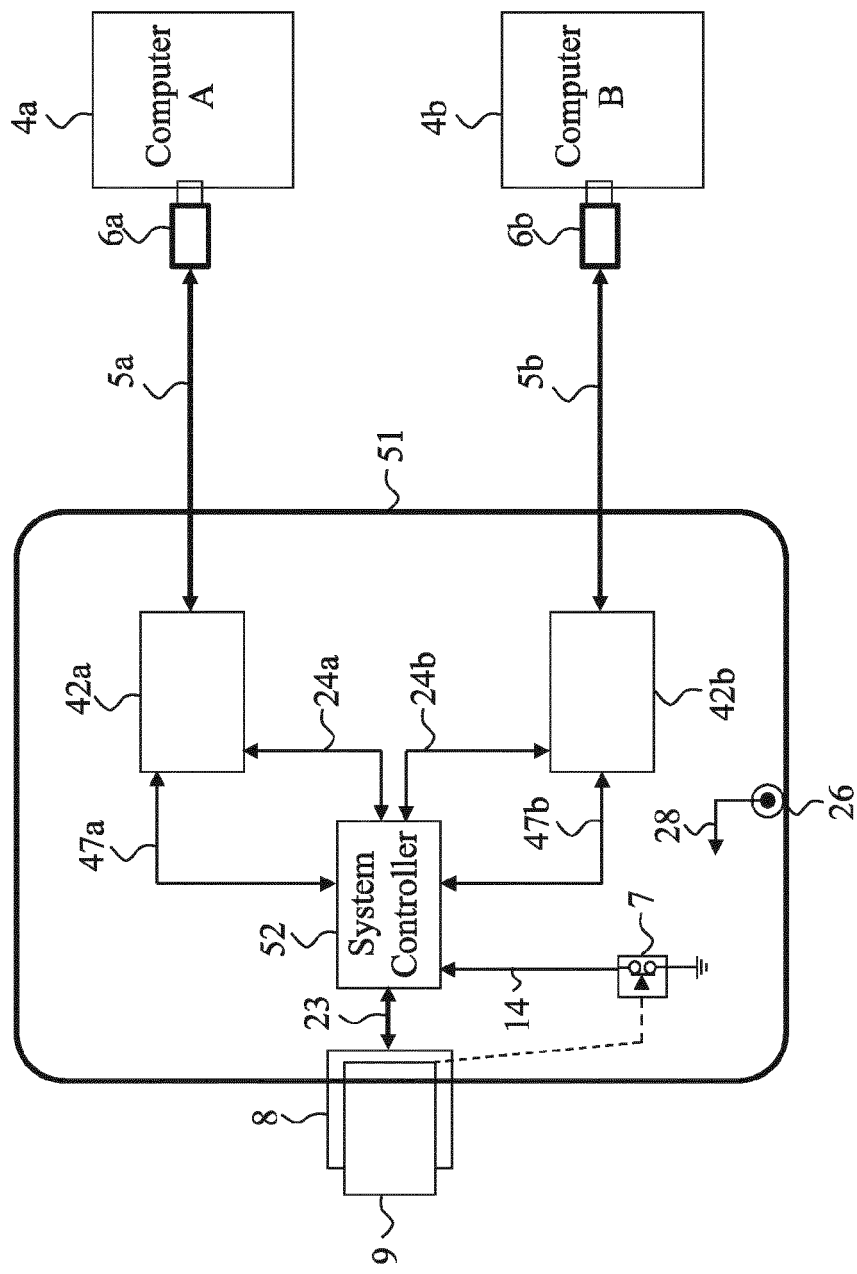 4a
Computer
A
6a
5a
4b
Computer
B
6b
5b
51
42a
24a
47a
24b
42b
47b
52
System
Controller
23
14
7
28
26
8
9